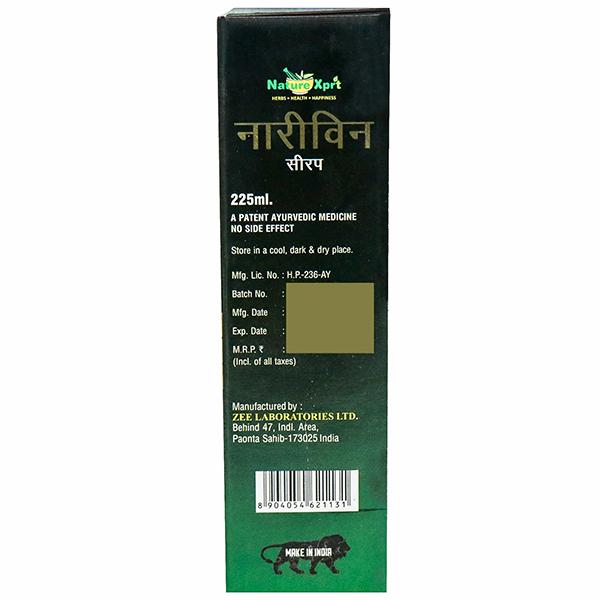 Nature Xprt
HERBS • HEALTH • HAPPINESS
नारीविन
सीरप
225ml.
A PATENT AYURVEDIC MEDICINE
NO SIDE EFFECT
Store in a cool, dark & dry place.
Mfg. Lic. No. : H.P.-236-AY
Batch No. :
Mfg. Date :
Exp. Date :
M.R.P. ₹ :
(Incl. of all taxes)
Manufactured by :
ZEE LABORATORIES LTD.
Behind 47, Indl. Area,
Paonta Sahib-173025 India
8 904054 621131
MAKE IN INDIA